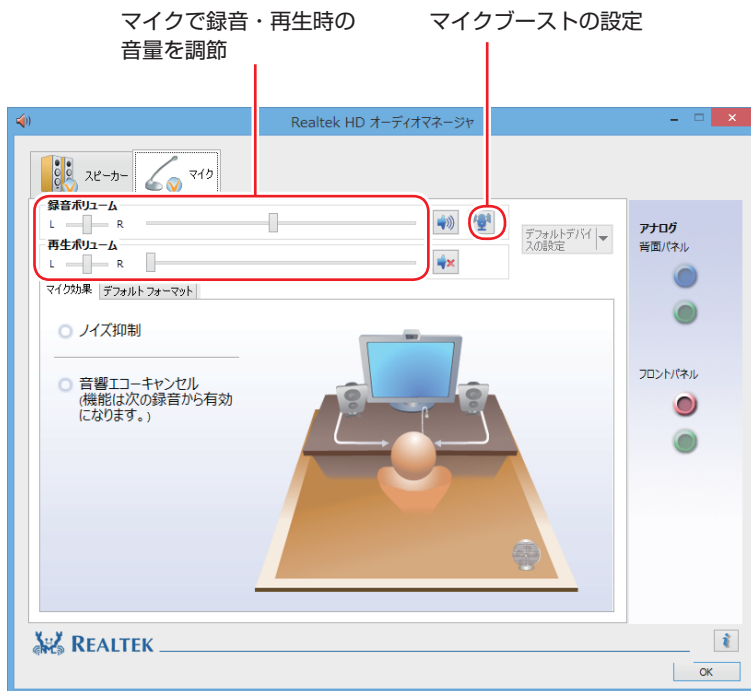 マイクで録音・再生時の
音量を調節
マイクブーストの設定
Realtek HD オーディオマネージャ
スピーカー
マイク
録音ボリューム
L R
デフォルトデバイ
スの設定
再生ボリューム
L R
マイク効果 デフォルト フォーマット
ノイズ抑制
音響エコーキャンセル
(機能は次の録音から有効
になります。)
アナログ
背面パネル
フロントパネル
REALTEK
i
OK